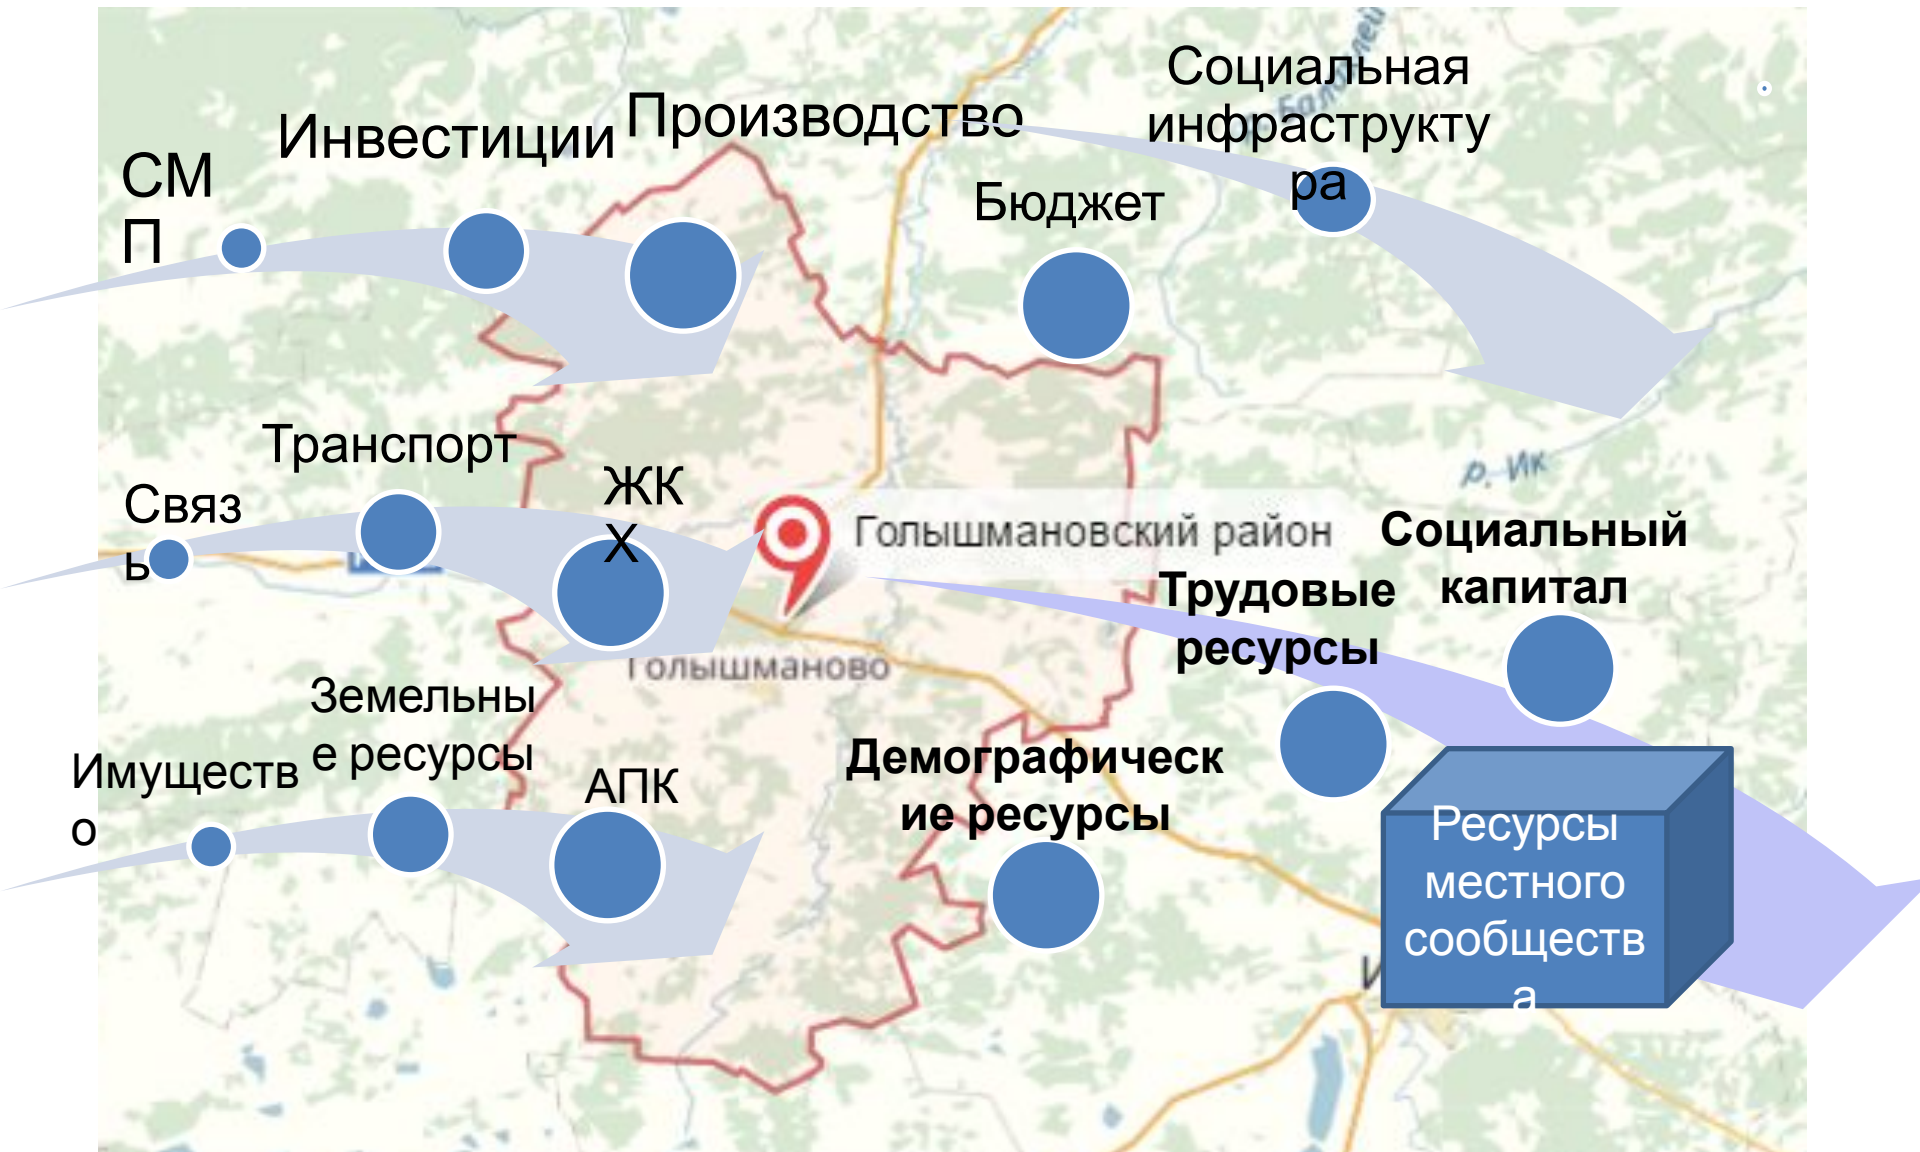 Социальная
инфраструкту
ра
Производство
Инвестиции
СМ
П
Бюджет
Транспорт
ЖК
Х
Связ
ь
р. Ик
Голышмановский район
Социальный
капитал
Трудовые
ресурсы
Голышманово
Земельны
е ресурсы
Имуществ
о
АПК
Демографическ
ие ресурсы
Ресурсы
местного
сообществ
а